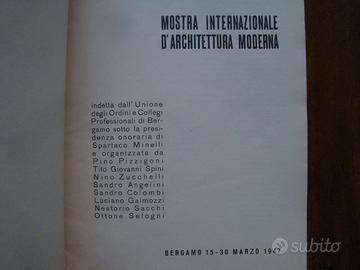 MOSTRA INTERNAZIONALE
D'ARCHITETTURA MODERNA
indetta dall'Unione
degli Ordini e Collegi
Professionali di Ber-
gamo sotto la presi-
denza onoraria di
Spartaco Minelli
e organizzata da
Pino Pizzigoni
Tito Giovanni Spini
Nino Zucchelli
Sandro Angelini
Sandro Colombi
Luciano Galmozzi
Nestorio Sacchi
Ottone Selogni
BERGAMO 15-30 MARZO
subito